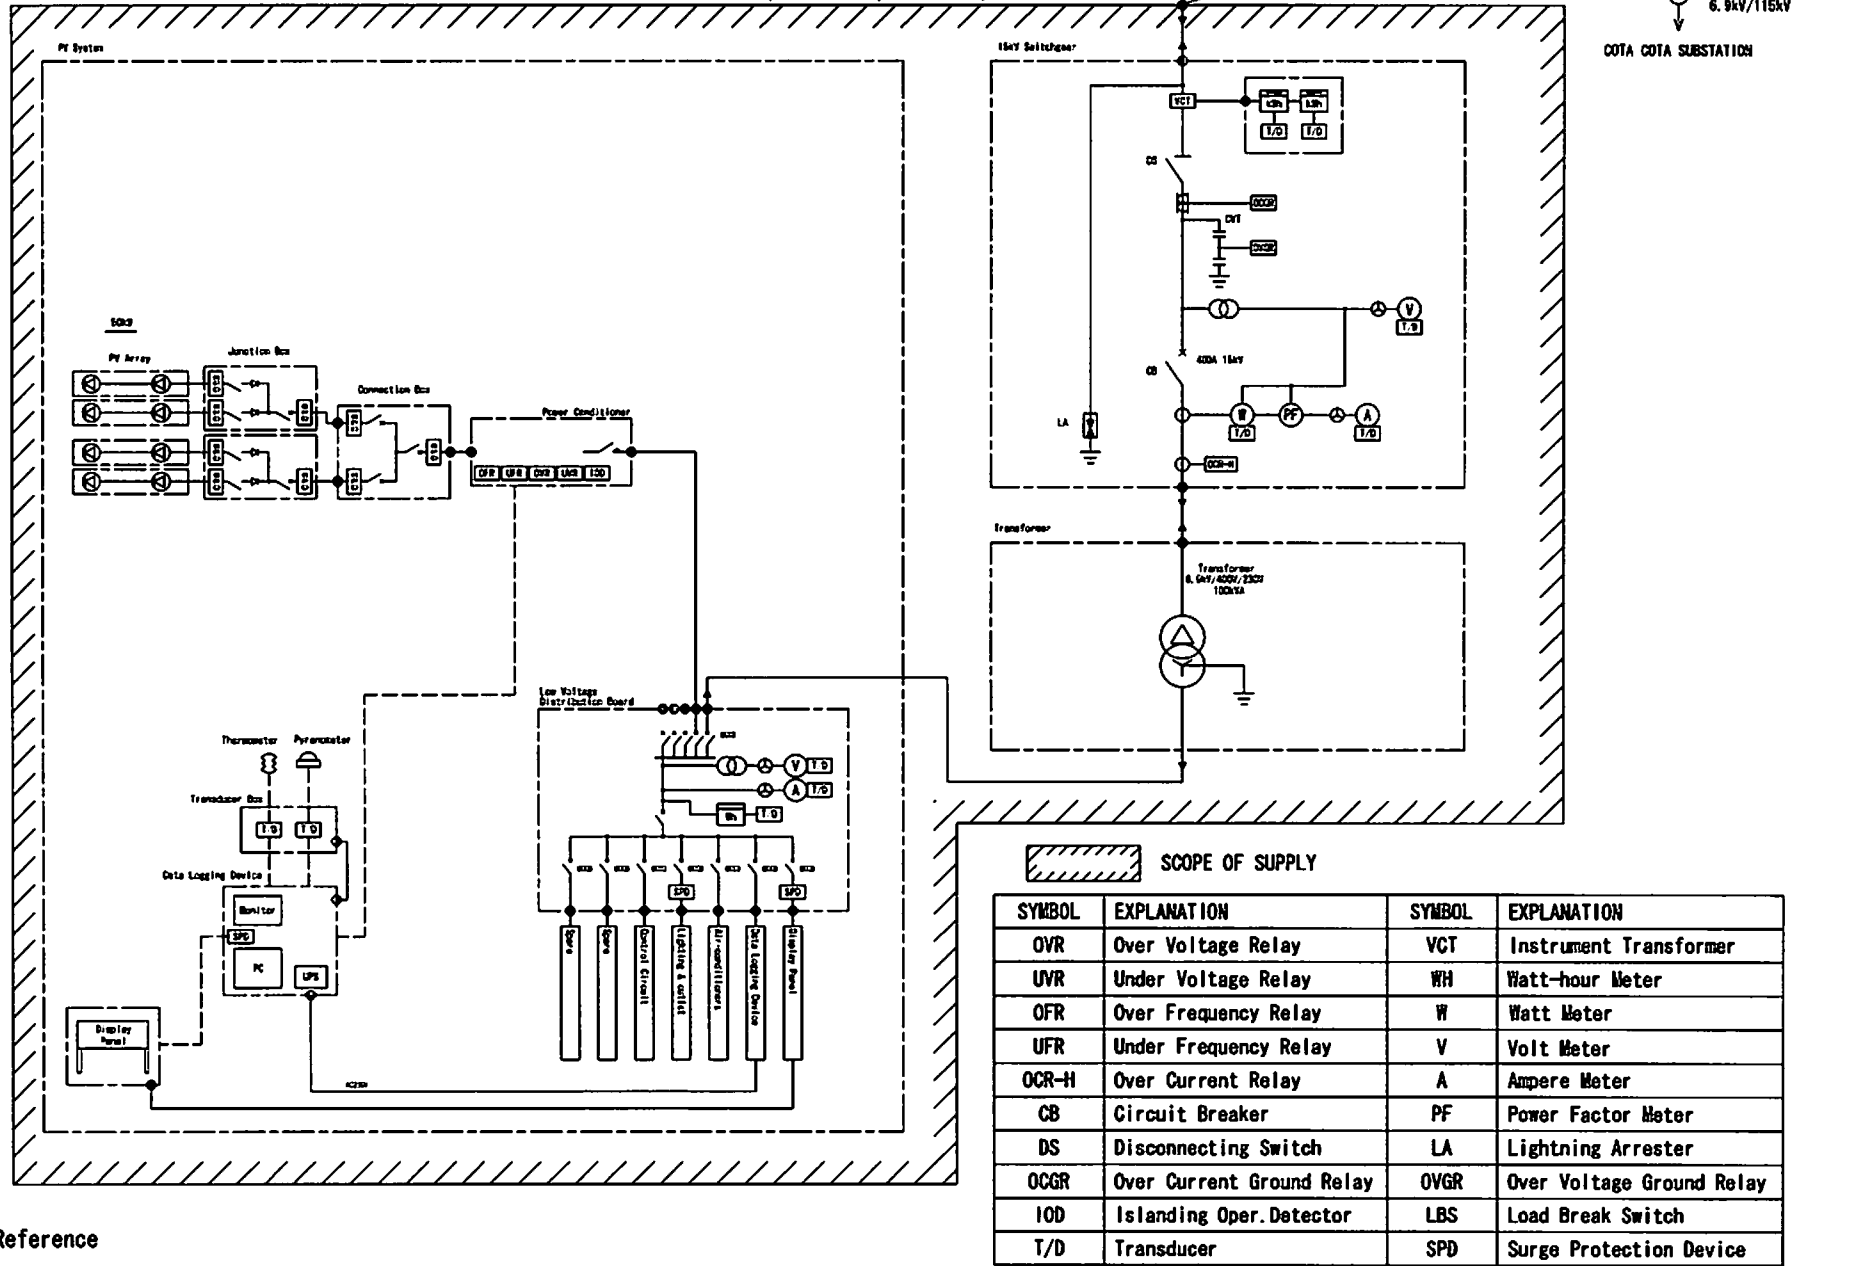 6.9kV/115kV
COTA COTA SUBSTATION
PV System
15kV Switchgear
VCT
T/D
T/D
DS
OCGR
CVT
OVGR
V
T/D
400A 15kV
CB
W
PF
A
T/D
T/D
LA
OCR-H
PV Array
Junction Box
Connection Box
Power Conditioner
OFR
UFR
OVR
UVR
IOD
Transformer
Transformer
100kVA
Low Voltage
Distribution Board
V
T/D
A
T/D
Wh
T/D
SPD
SPD
Spare
Spare
Control Circuit
Lighting & outlet
Air-conditioners
Data Logging Device
Display Panel
Thermometer
Pyranometer
Transducer Box
T/D
T/D
Data Logging Device
Monitor
SPD
PC
UPS
Display
Panel
SCOPE OF SUPPLY
SYMBOL EXPLANATION SYMBOL EXPLANATION
OVR Over Voltage Relay VCT Instrument Transformer
UVR Under Voltage Relay WH Watt-hour Meter
OFR Over Frequency Relay W Watt Meter
UFR Under Frequency Relay V Volt Meter
OCR-H Over Current Relay A Ampere Meter
CB Circuit Breaker PF Power Factor Meter
DS Disconnecting Switch LA Lightning Arrester
OCGR Over Current Ground Relay OVGR Over Voltage Ground Relay
IOD Islanding Oper.Detector LBS Load Break Switch
T/D Transducer SPD Surge Protection Device
Reference